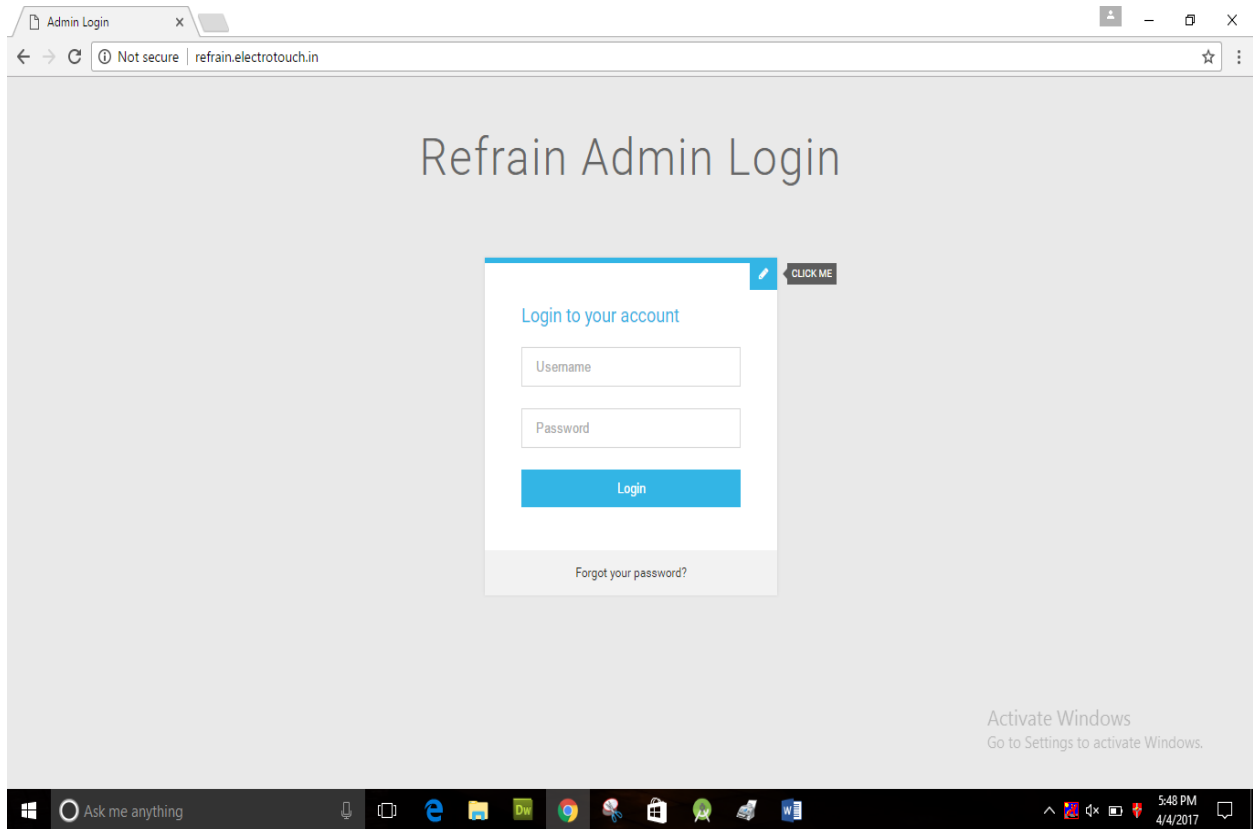 Admin Login
Not secure | refrain.electrotouch.in
Refrain Admin Login
CLICK ME
Login to your account
Username
Password
Login
Forgot your password?
Activate Windows
Go to Settings to activate Windows.
Ask me anything
Dw
W
5:48 PM
4/4/2017